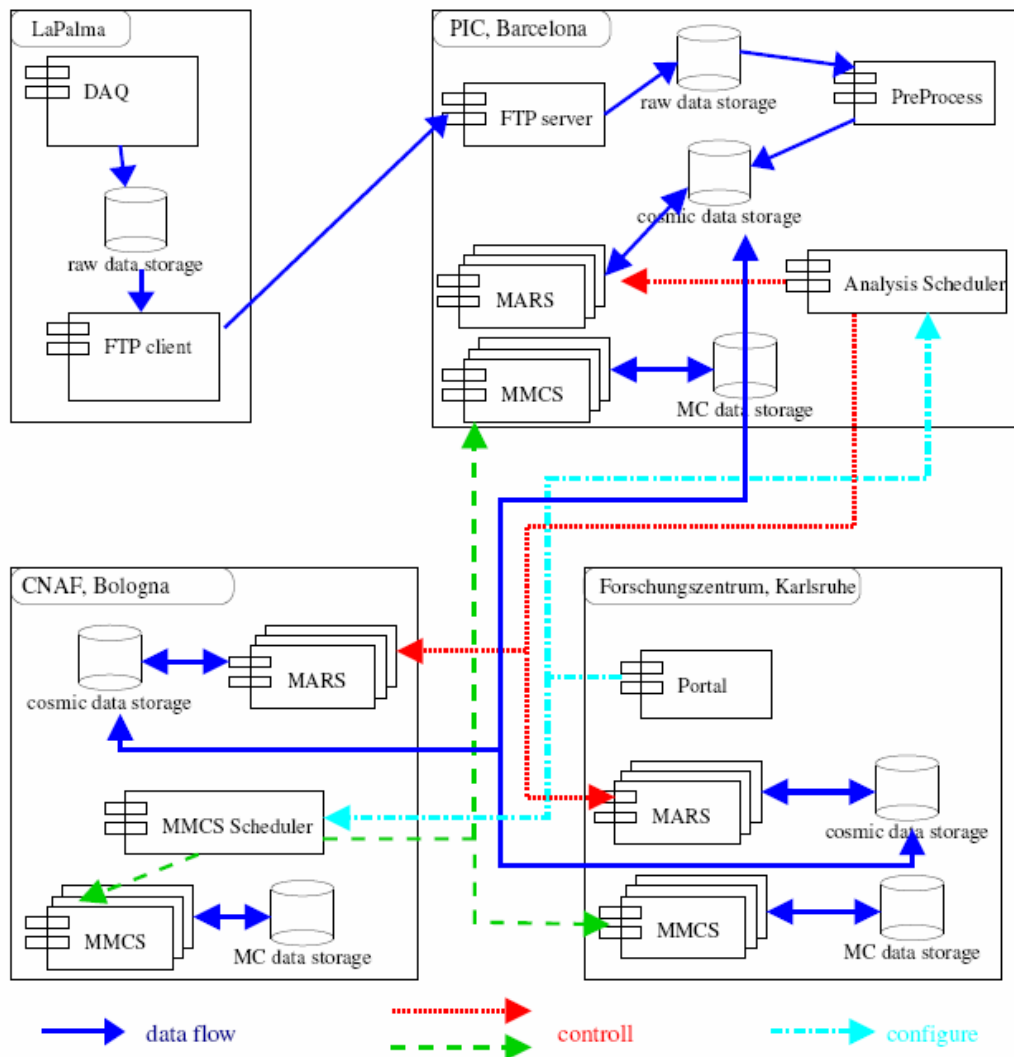 LaPalma
DAQ
raw data storage
FTP client
PIC, Barcelona
FTP server
raw data storage
PreProcess
cosmic data storage
MARS
Analysis Scheduler
MMCS
MC data storage
CNAF, Bologna
cosmic data storage
MARS
MMCS Scheduler
MMCS
MC data storage
Forschungszentrum, Karlsruhe
Portal
MARS
cosmic data storage
MMCS
MC data storage
data flow
controll
configure